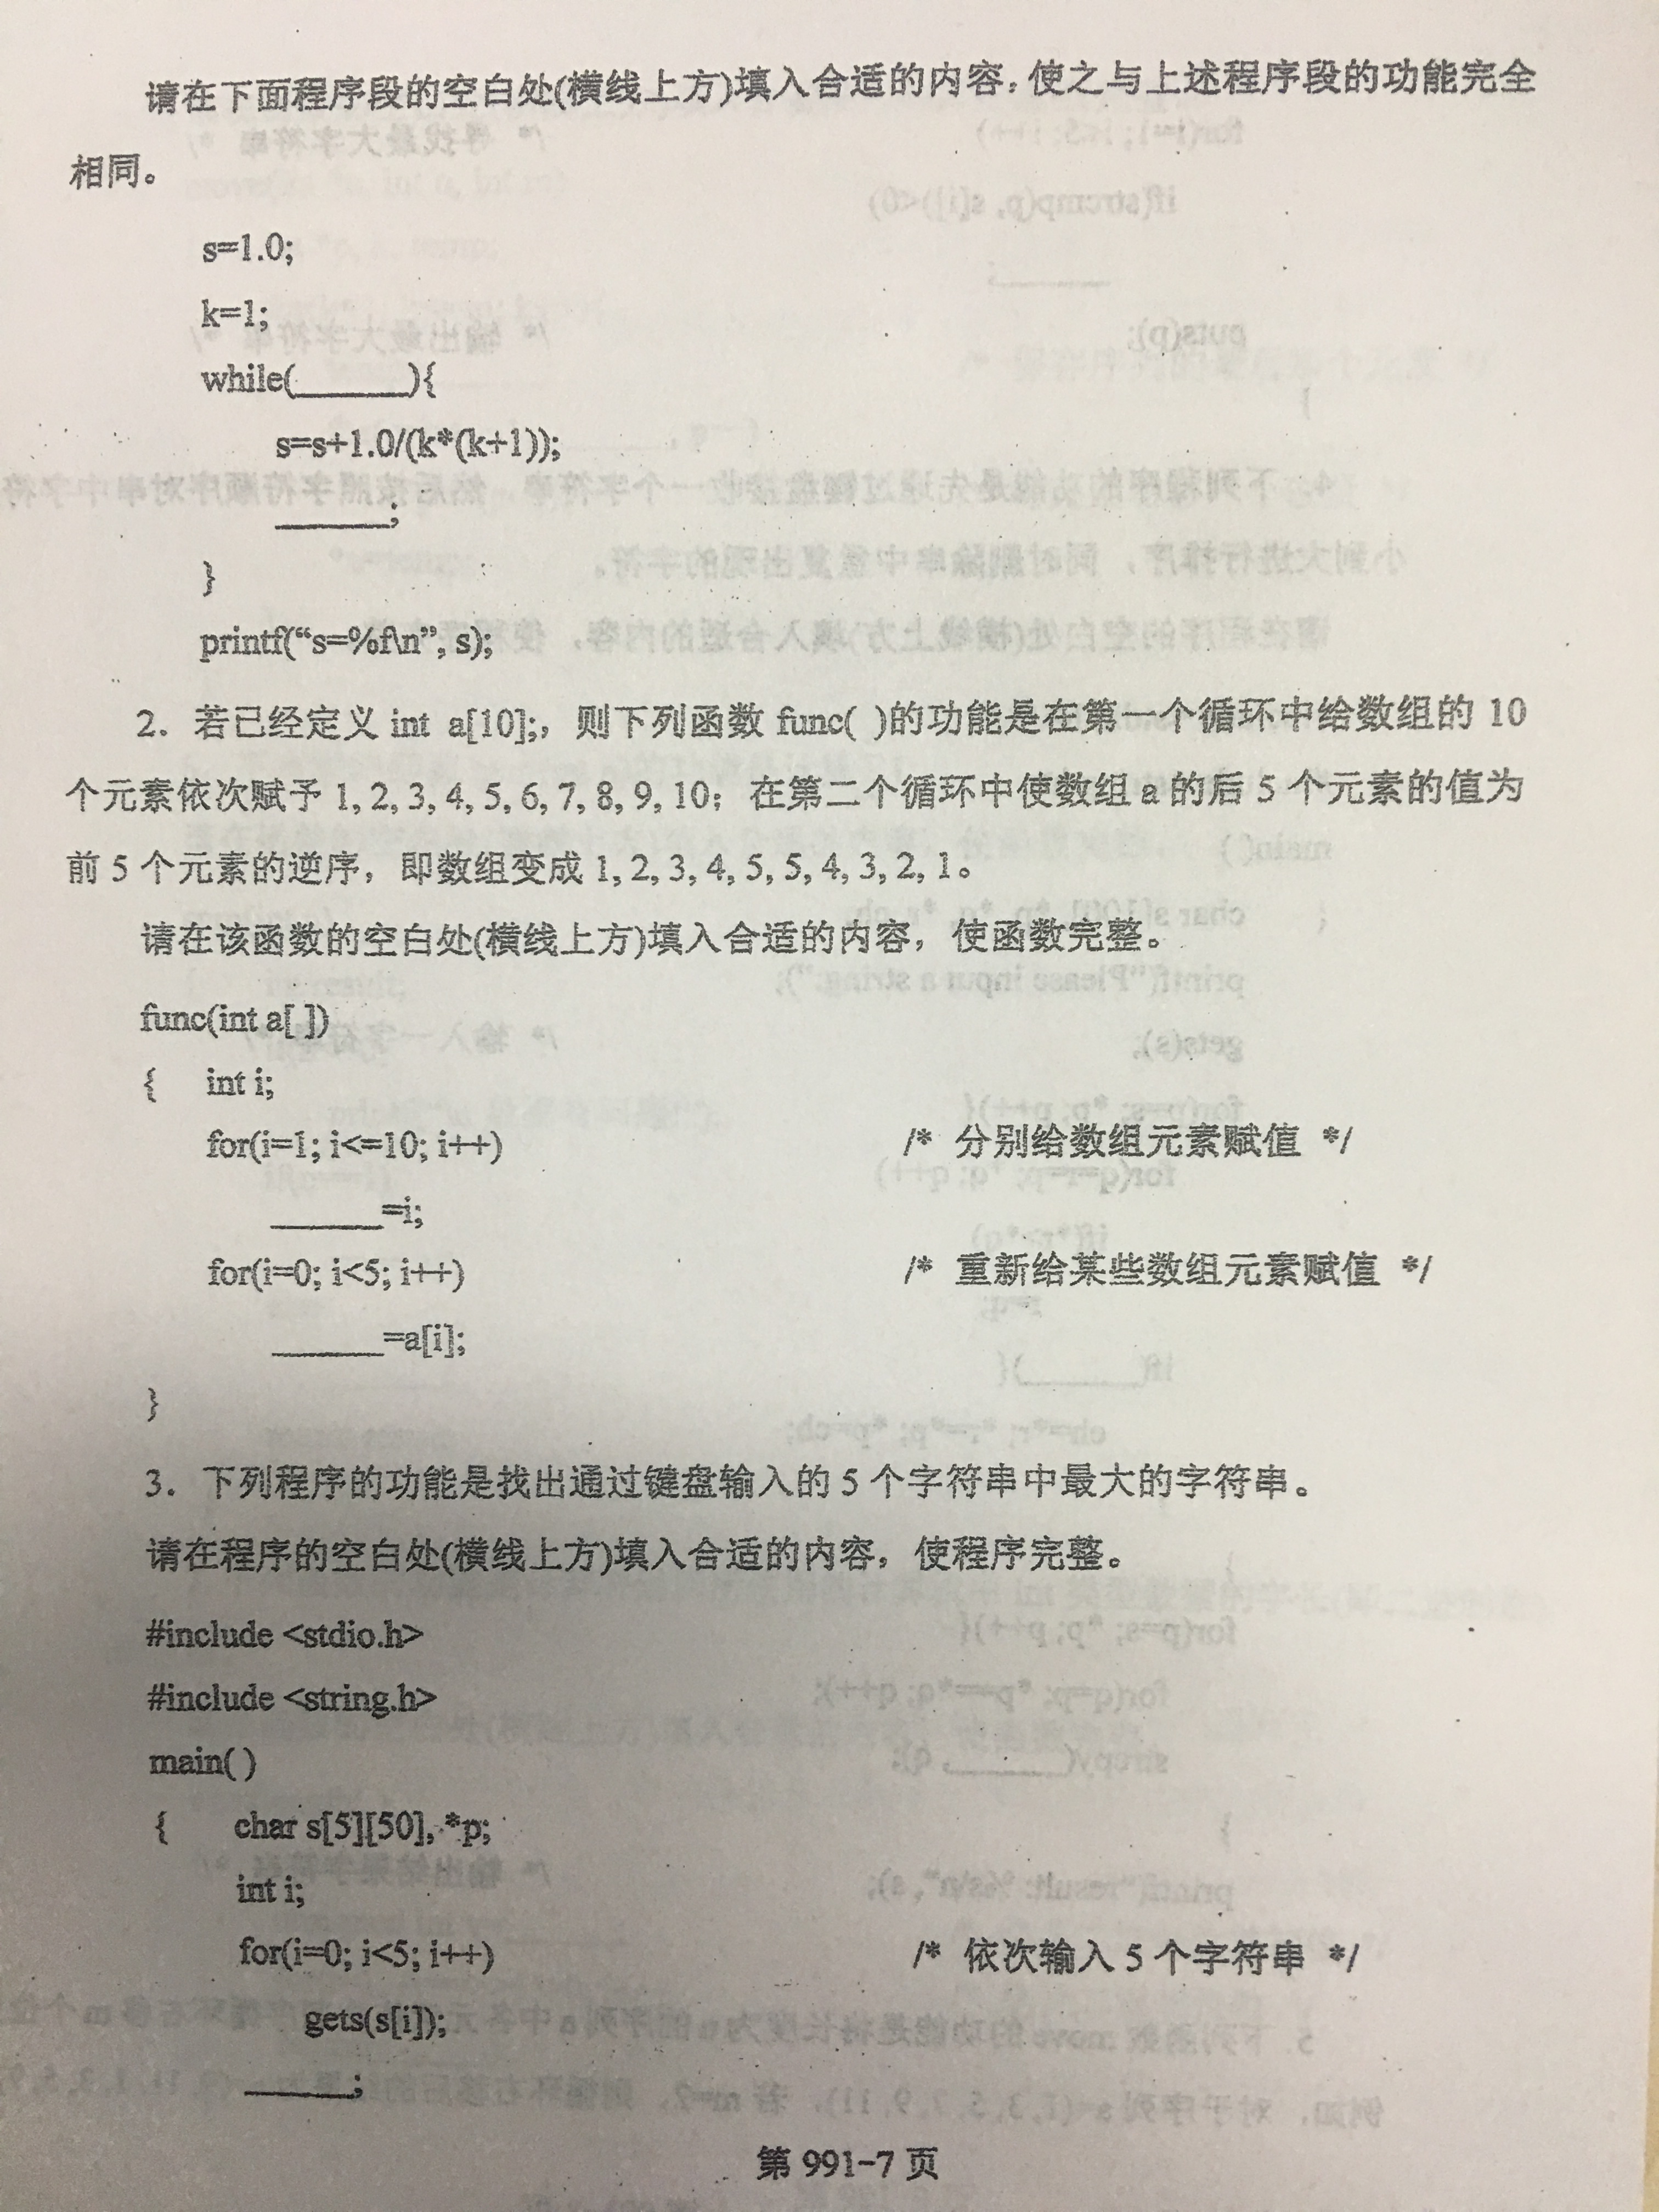 请在下面程序段的空白处(横线上方)填入合适的内容，使之与上述程序段的功能完全
相同。
s=1.0;
k=1;
while(______){
s=s+1.0/(k*(k+1));
______;
}
printf(“s=%f\n”, s);
2. 若已经定义 int a[10];, 则下列函数 func( )的功能是在第一个循环中给数组的 10
个元素依次赋予 1, 2, 3, 4, 5, 6, 7, 8, 9, 10；在第二个循环中使数组 a 的后 5 个元素的值为
前 5 个元素的逆序，即数组变成 1, 2, 3, 4, 5, 5, 4, 3, 2, 1。
请在该函数的空白处(横线上方)填入合适的内容，使函数完整。
func(int a[ ])
{ int i;
for(i=1; i<=10; i++) /* 分别给数组元素赋值 */
______=i;
for(i=0; i<5; i++) /* 重新给某些数组元素赋值 */
______=a[i];
}
3. 下列程序的功能是找出通过键盘输入的 5 个字符串中最大的字符串。
请在程序的空白处(横线上方)填入合适的内容，使程序完整。
#include <stdio.h>
#include <string.h>
main( )
{ char s[5][50], *p;
int i;
for(i=0; i<5; i++) /* 依次输入 5 个字符串 */
gets(s[i]);
______;
第 991-7 页